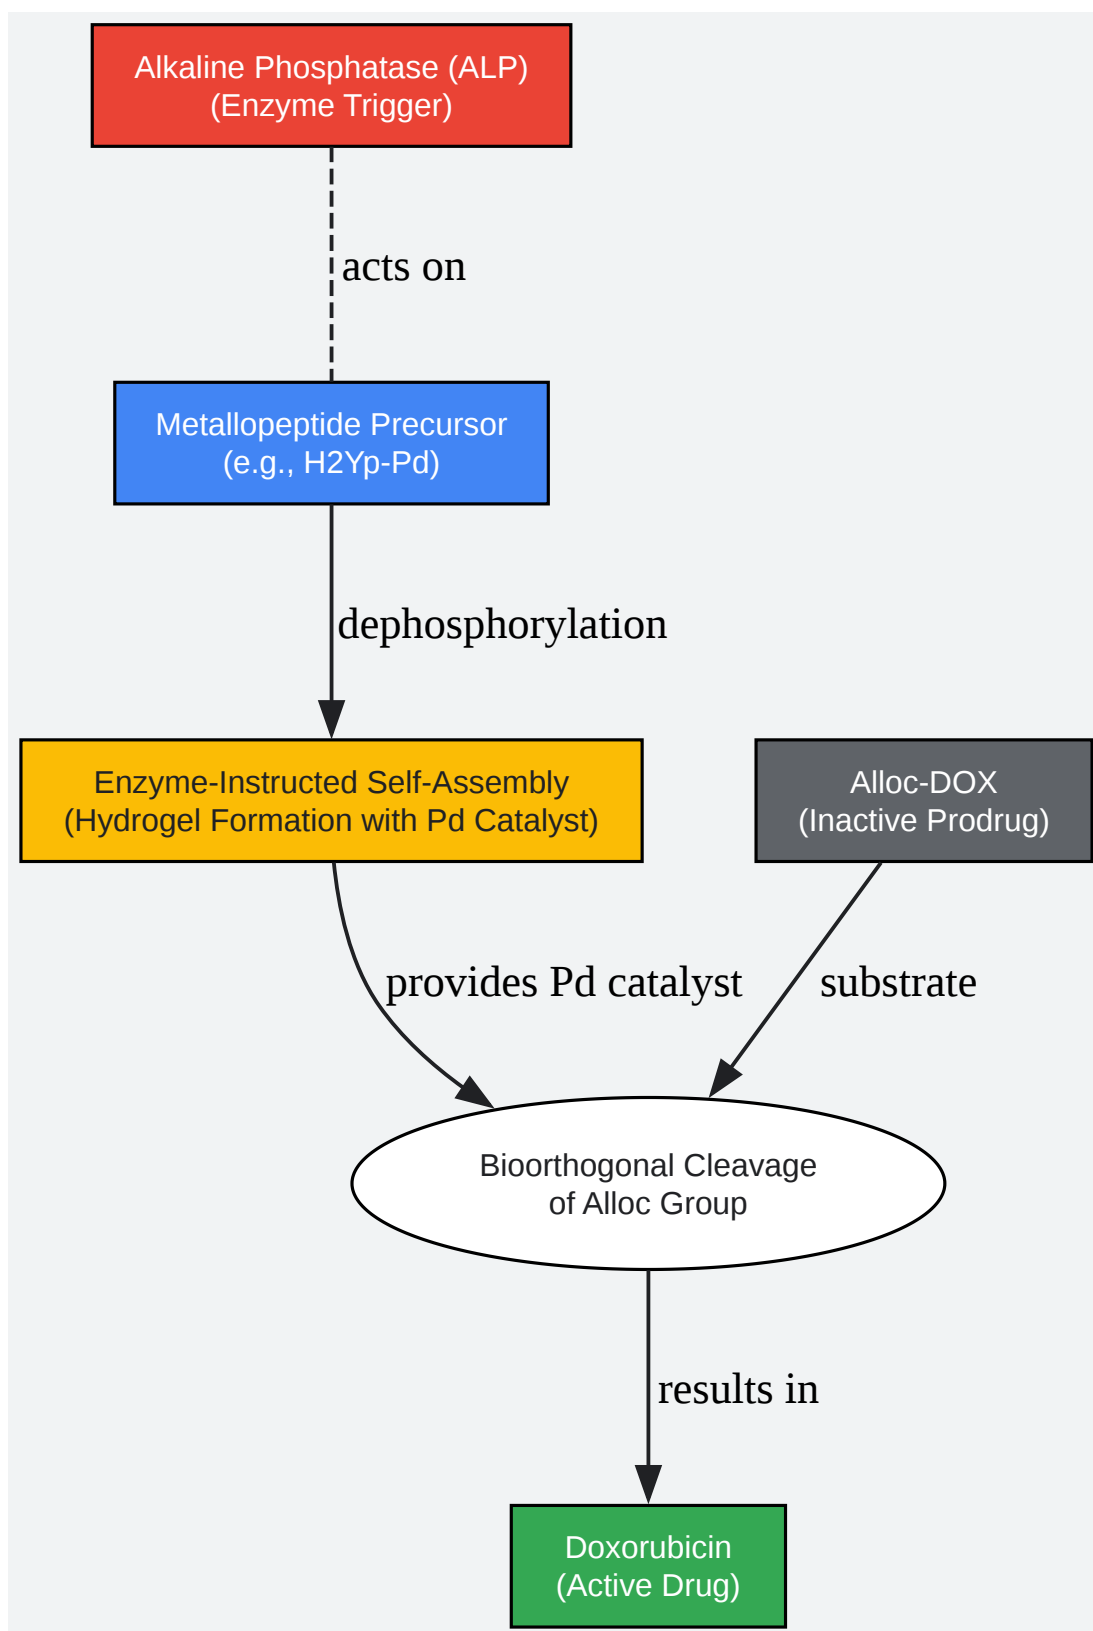 Alkaline Phosphatase (ALP)
(Enzyme Trigger)
acts on
Metallopeptide Precursor
(e.g., H2Yp-Pd)
dephosphorylation
Enzyme-Instructed Self-Assembly
(Hydrogel Formation with Pd Catalyst)
Alloc-DOX
(Inactive Prodrug)
provides Pd catalyst
substrate
Bioorthogonal Cleavage
of Alloc Group
results in
Doxorubicin
(Active Drug)